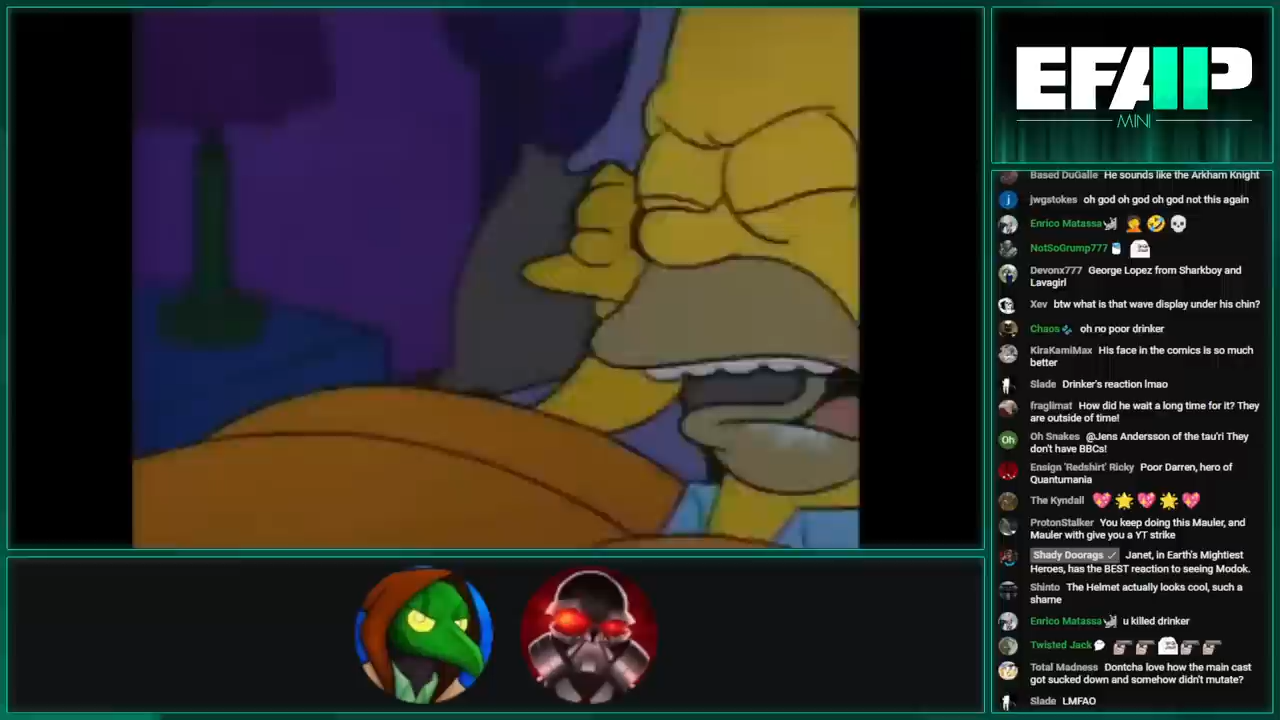 EFAP
MINI
Based DuGalle He sounds like the Arkham Knight
jwgstokes oh god oh god oh god not this again
Enrico Matassa 🤦 🤣 💀
NotSoGrump777
Devonx777 George Lopez from Sharkboy and
Lavagirl
Xev btw what is that wave display under his chin?
Chaos oh no poor drinker
KiraKamiMax His face in the comics is so much
better
Slade Drinker's reaction lmao
fraglimat How did he wait a long time for it? They
are outside of time!
Oh
Oh Snakes @Jens Andersson of the tau'ri They
don't have BBCs!
Ensign 'Redshirt' Ricky Poor Darren, hero of
Quantumania
The Kyndall 💖 🌟 💖 🌟 💖
ProtonStalker You keep doing this Mauler, and
Mauler with give you a YT strike
Shady Doorags ✓ Janet, in Earth's Mightiest
Heroes, has the BEST reaction to seeing Modok.
Shinto The Helmet actually looks cool, such a
shame
Enrico Matassa u killed drinker
Twisted Jack
Total Madness Dontcha love how the main cast
got sucked down and somehow didn't mutate?
Slade LMFAO